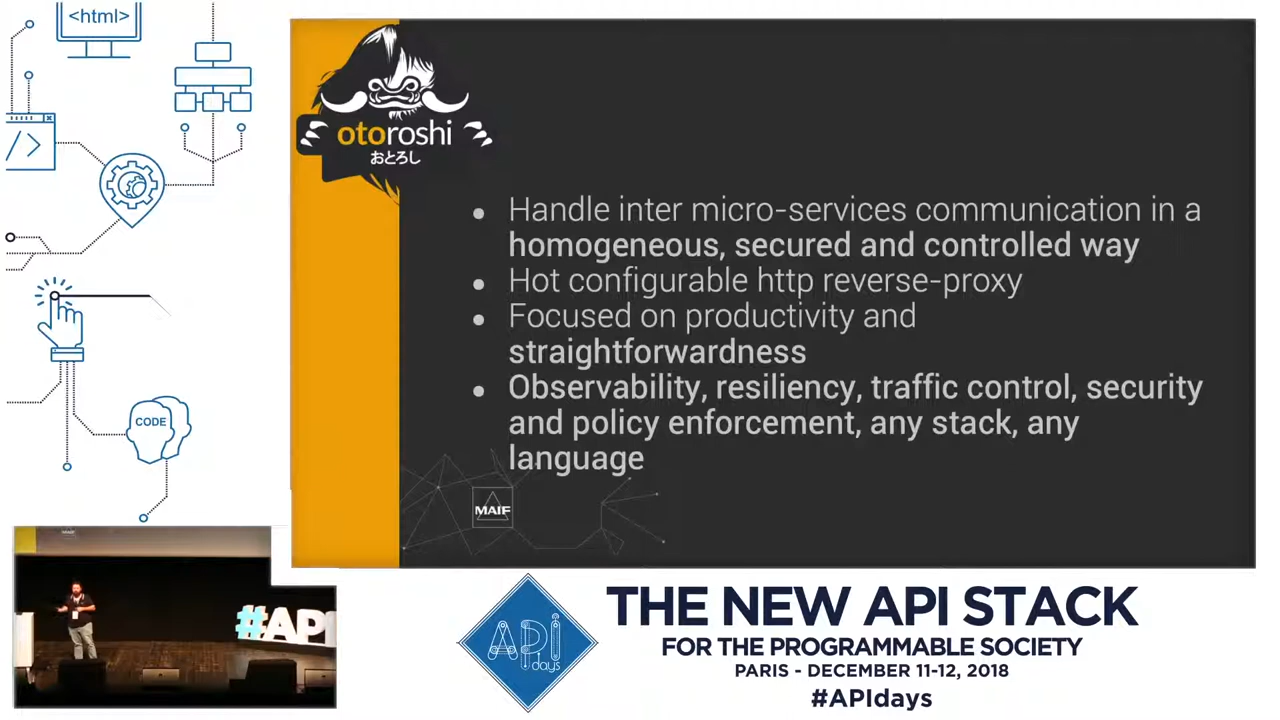 <html>
</>
CODE
otoroshi
おとろし
● Handle inter micro-services communication in a
homogeneous, secured and controlled way
● Hot configurable http reverse-proxy
● Focused on productivity and
straightforwardness
● Observability, resiliency, traffic control, security
and policy enforcement, any stack, any
language
MAIF
MAIF
#API
API
days
THE NEW API STACK
FOR THE PROGRAMMABLE SOCIETY
PARIS - DECEMBER 11-12, 2018
#APIdays